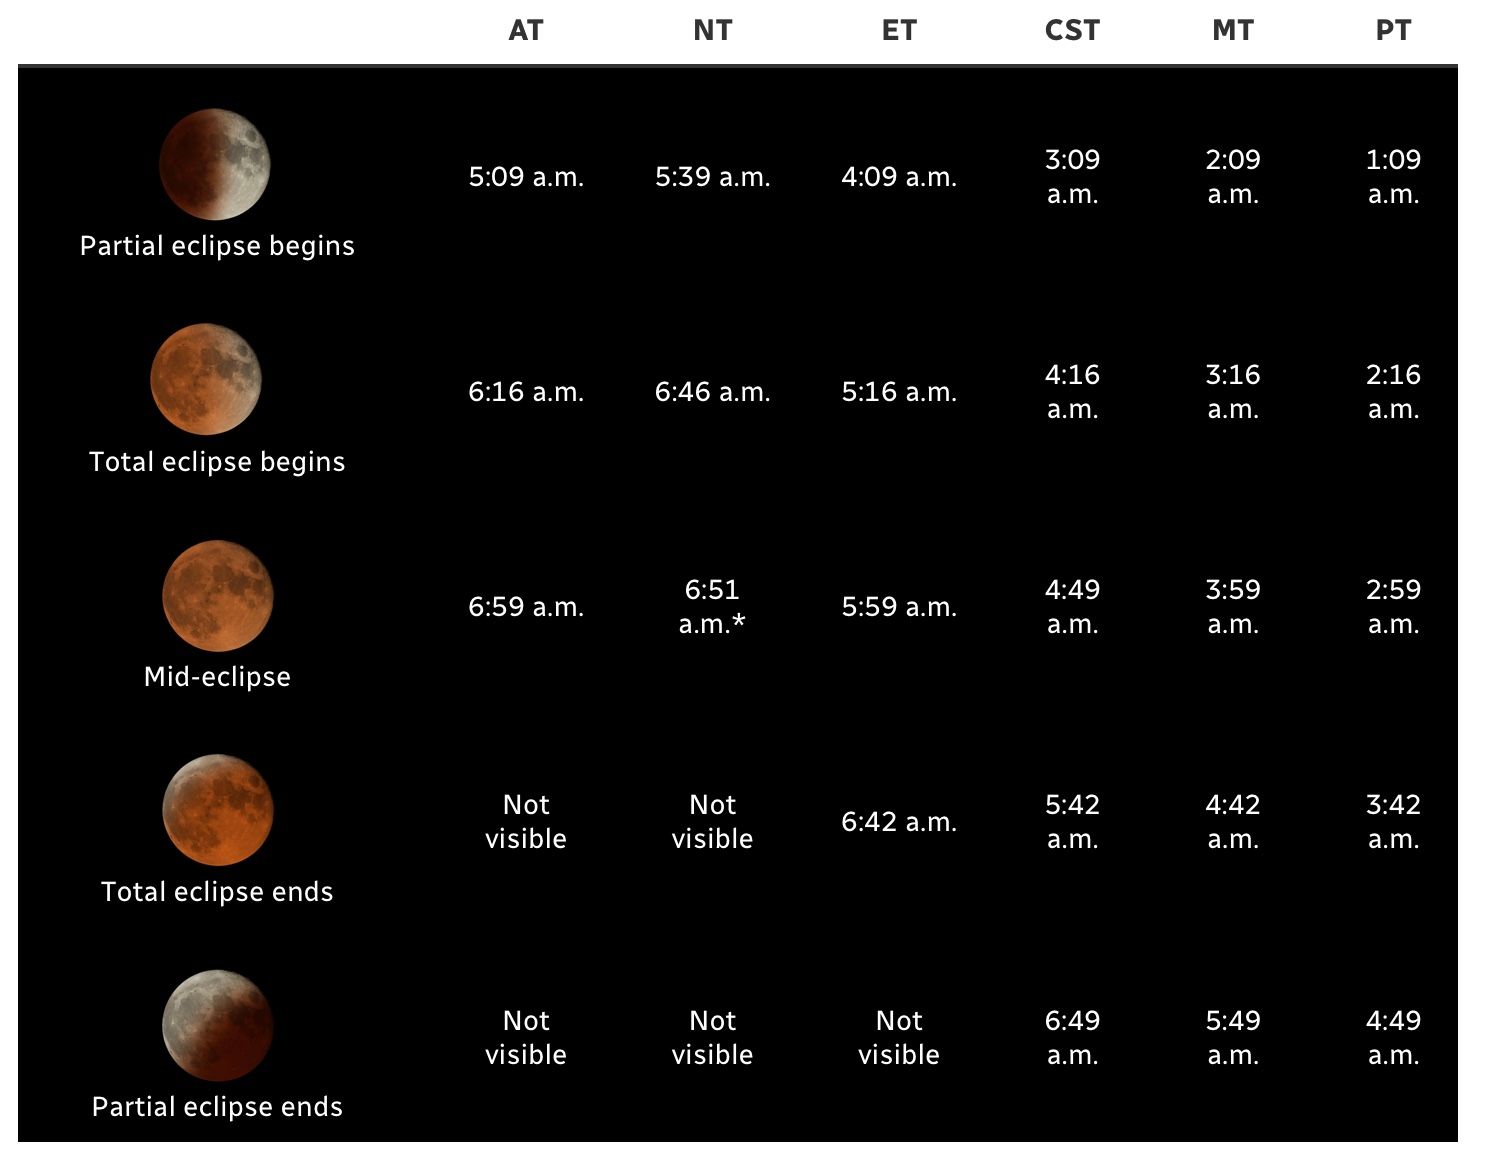 AT NT ET CST MT PT
5:09 a.m. 5:39 a.m. 4:09 a.m. 3:09 a.m. 2:09 a.m. 1:09 a.m.
Partial eclipse begins
6:16 a.m. 6:46 a.m. 5:16 a.m. 4:16 a.m. 3:16 a.m. 2:16 a.m.
Total eclipse begins
6:59 a.m. 6:51 a.m.* 5:59 a.m. 4:49 a.m. 3:59 a.m. 2:59 a.m.
Mid-eclipse
Not visible Not visible 6:42 a.m. 5:42 a.m. 4:42 a.m. 3:42 a.m.
Total eclipse ends
Not visible Not visible Not visible 6:49 a.m. 5:49 a.m. 4:49 a.m.
Partial eclipse ends